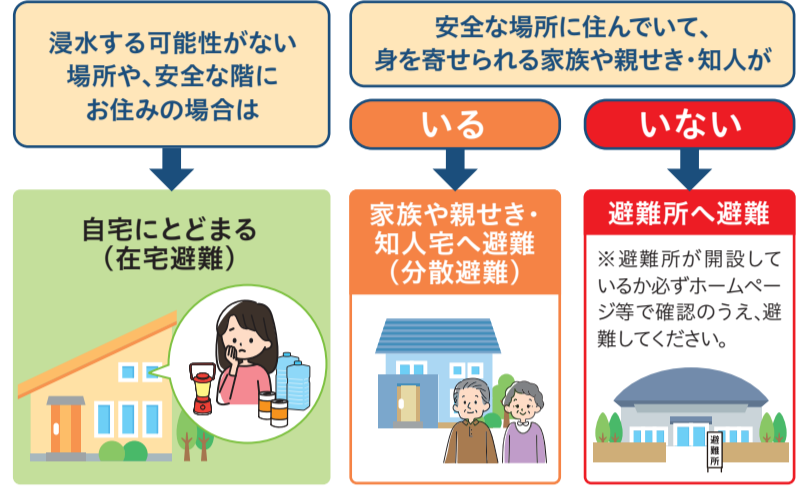 浸水する可能性がない
場所や、安全な階に
お住みの場合は
自宅にとどまる
（在宅避難）
安全な場所に住んでいて、
身を寄せられる家族や親せき・知人が
いる
家族や親せき・
知人宅へ避難
（分散避難）
いない
避難所へ避難
※避難所が開設して
いるか必ずホームペー
ジ等で確認のうえ、避
難してください。
避難所